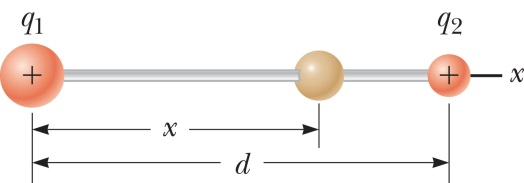 q1 q2
+ + x
x
d